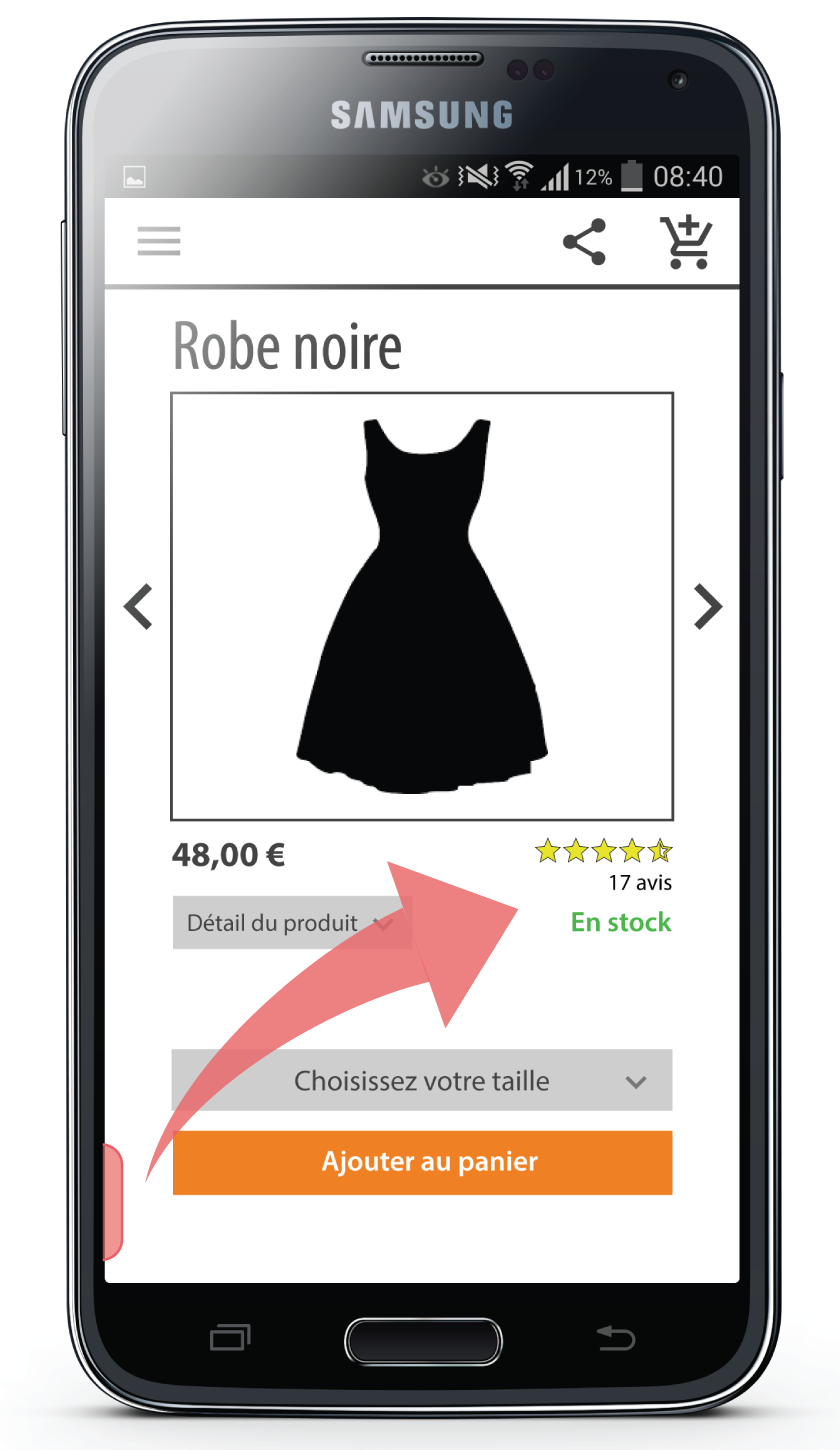 SAMSUNG
12% 08:40
Robe noire
48,00 €
17 avis
Détail du produit
En stock
Choisissez votre taille
Ajouter au panier